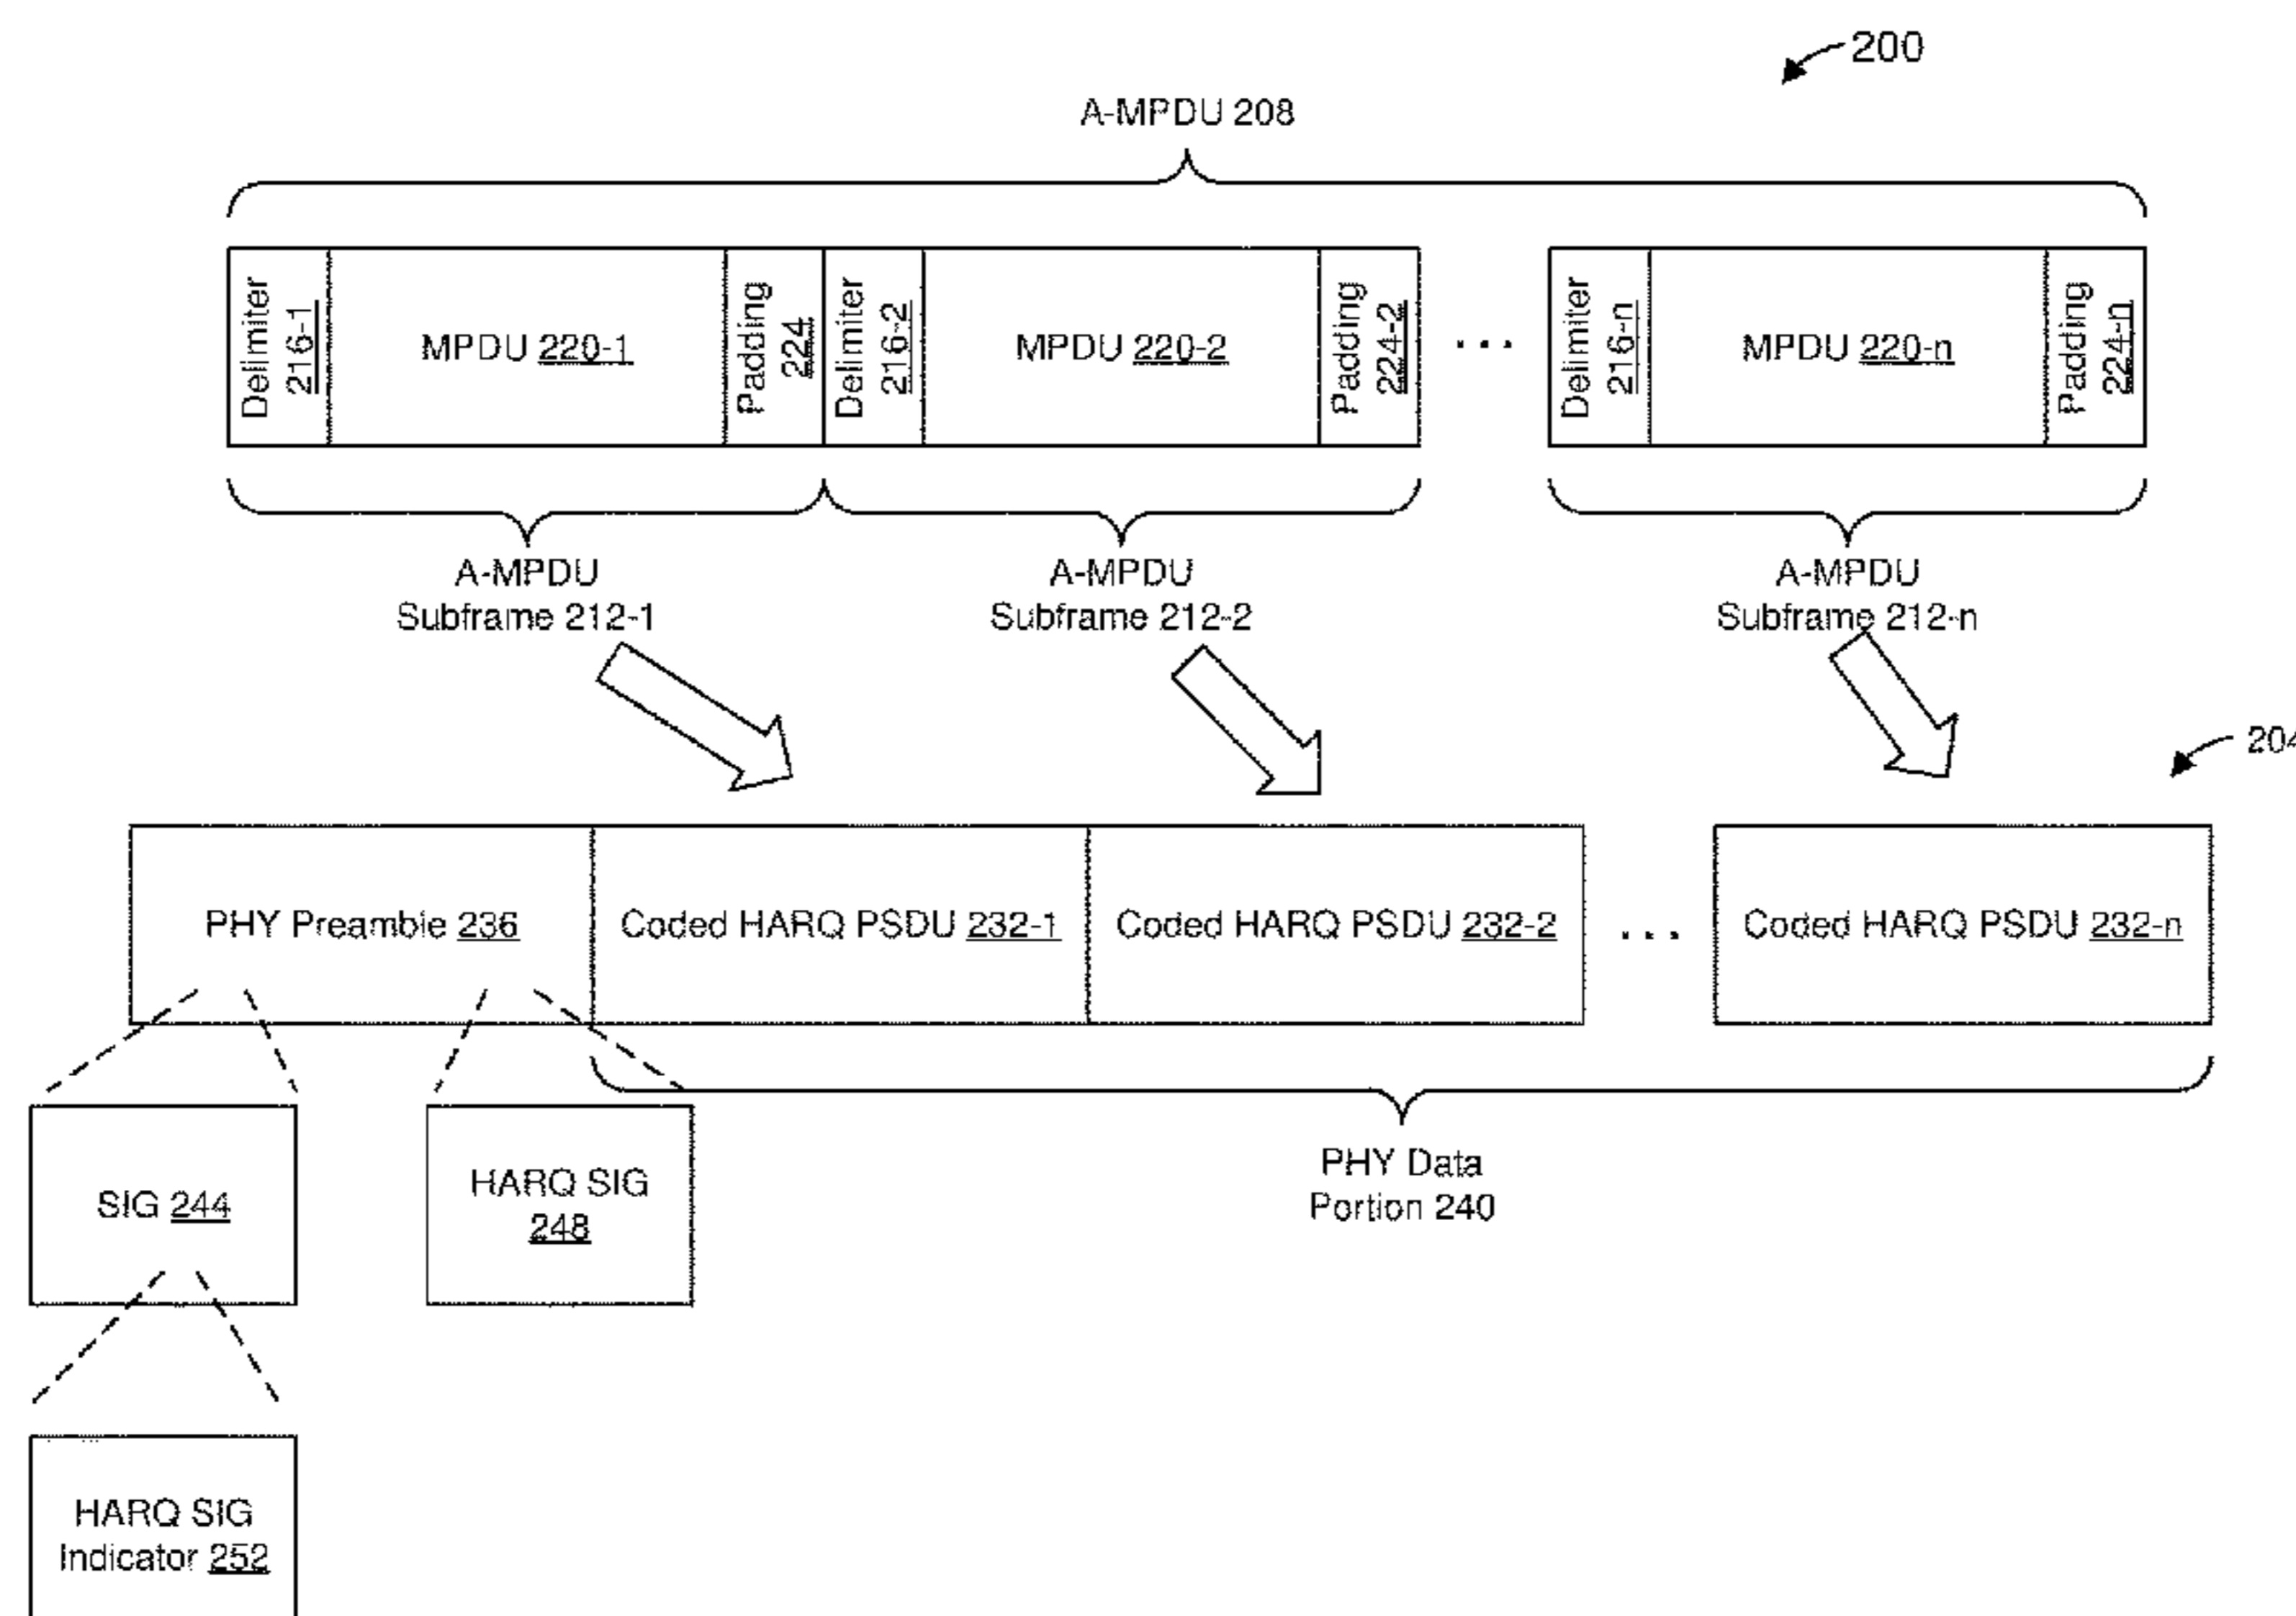 200
A-MPDU 208
Delimiter
216-1
MPDU 220-1
Padding
224
Delimiter
216-2
MPDU 220-2
Padding
224-2
...
Delimiter
216-n
MPDU 220-n
Padding
224-n
A-MPDU
Subframe 212-1
A-MPDU
Subframe 212-2
A-MPDU
Subframe 212-n
204
PHY Preamble 236
Coded HARQ PSDU 232-1
Coded HARQ PSDU 232-2
...
Coded HARQ PSDU 232-n
SIG 244
HARQ SIG
248
PHY Data
Portion 240
HARQ SIG
Indicator 252